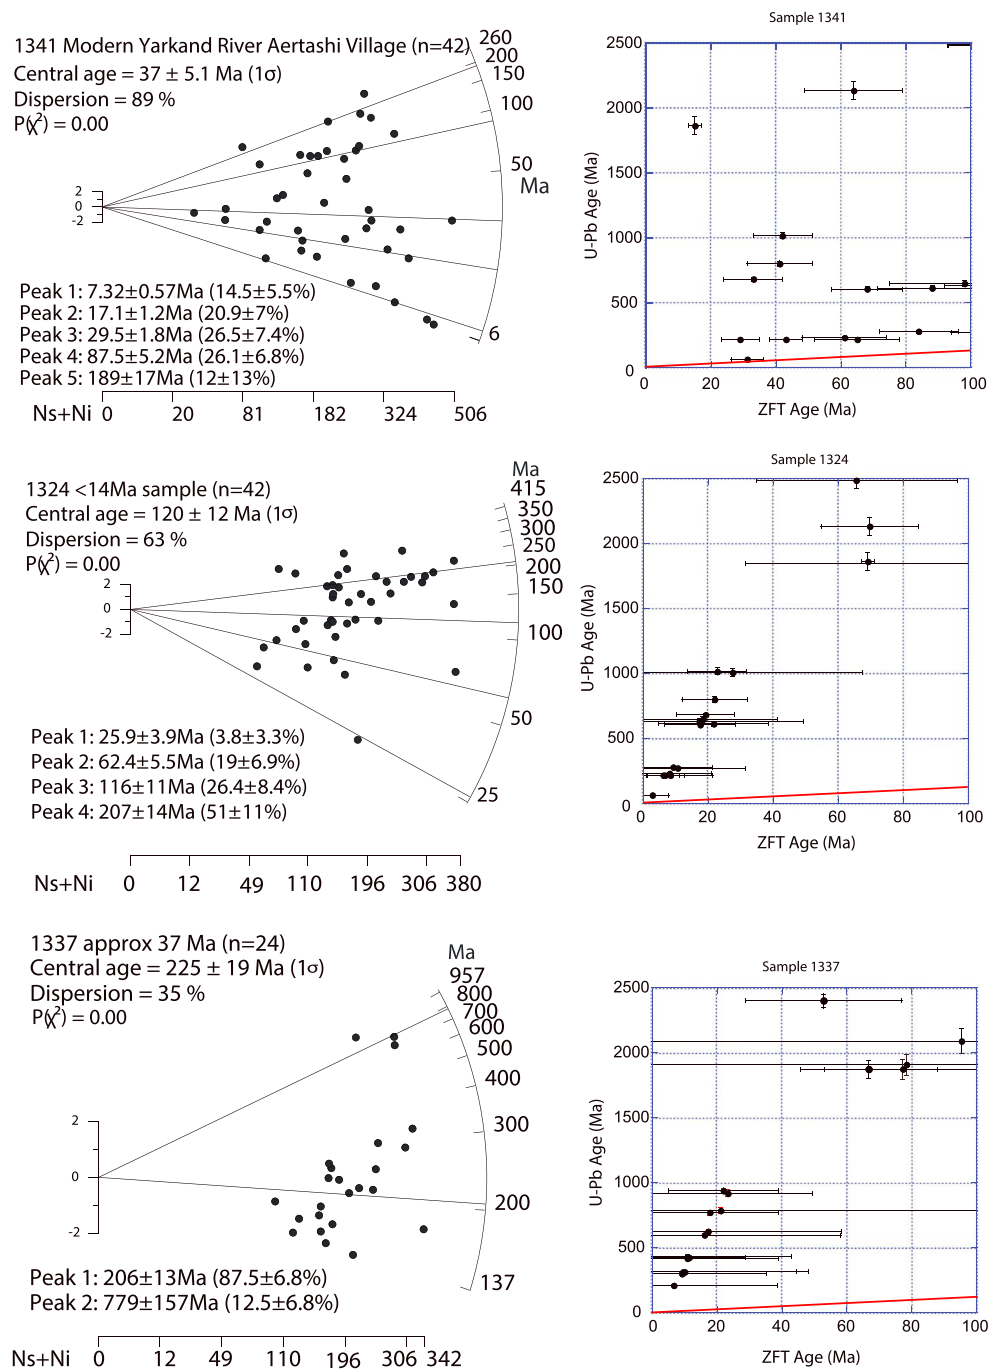 1341 Modern Yarkand River Aertashi Village (n=42)
Central age = 37 ± 5.1 Ma (1σ)
Dispersion = 89 %
P(χ²) = 0.00
260
200
150
100
50
Ma
6
2
0
-2
Peak 1: 7.32±0.57Ma (14.5±5.5%)
Peak 2: 17.1±1.2Ma (20.9±7%)
Peak 3: 29.5±1.8Ma (26.5±7.4%)
Peak 4: 87.5±5.2Ma (26.1±6.8%)
Peak 5: 189±17Ma (12±13%)
Ns+Ni 0 20 81 182 324 506
Sample 1341
2500
2000
1500
1000
500
0
U-Pb Age (Ma)
0 20 40 60 80 100
ZFT Age (Ma)
1324 <14Ma sample (n=42)
Central age = 120 ± 12 Ma (1σ)
Dispersion = 63 %
P(χ²) = 0.00
Ma
415
350
300
250
200
150
100
50
25
2
0
-2
Peak 1: 25.9±3.9Ma (3.8±3.3%)
Peak 2: 62.4±5.5Ma (19±6.9%)
Peak 3: 116±11Ma (26.4±8.4%)
Peak 4: 207±14Ma (51±11%)
Ns+Ni 0 12 49 110 196 306 380
Sample 1324
2500
2000
1500
1000
500
0
U-Pb Age (Ma)
0 20 40 60 80 100
ZFT Age (Ma)
1337 approx 37 Ma (n=24)
Central age = 225 ± 19 Ma (1σ)
Dispersion = 35 %
P(χ²) = 0.00
Ma
957
800
700
600
500
400
300
200
137
2
0
-2
Peak 1: 206±13Ma (87.5±6.8%)
Peak 2: 779±157Ma (12.5±6.8%)
Ns+Ni 0 12 49 110 196 306 342
Sample 1337
2500
2000
1500
1000
500
0
U-Pb Age (Ma)
0 20 40 60 80 100
ZFT Age (Ma)